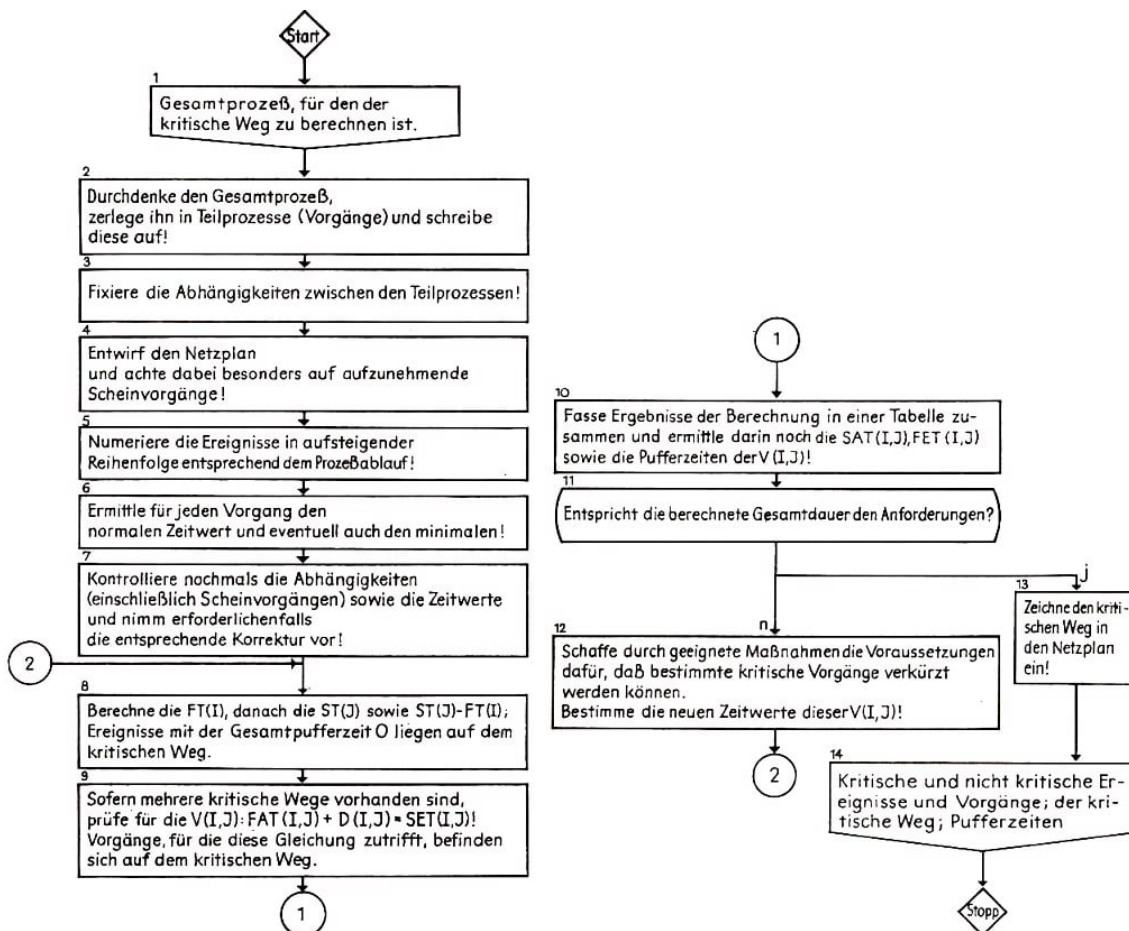 Start
1
Gesamtprozeß, für den der
kritische Weg zu berechnen ist.
2
Durchdenke den Gesamtprozeß,
zerlege ihn in Teilprozesse (Vorgänge) und schreibe
diese auf!
3
Fixiere die Abhängigkeiten zwischen den Teilprozessen!
4
Entwirf den Netzplan
und achte dabei besonders auf aufzunehmende
Scheinvorgänge!
5
Numeriere die Ereignisse in aufsteigender
Reihenfolge entsprechend dem Prozeßablauf!
6
Ermittle für jeden Vorgang den
normalen Zeitwert und eventuell auch den minimalen!
7
Kontrolliere nochmals die Abhängigkeiten
(einschließlich Scheinvorgängen) sowie die Zeitwerte
und nimm erforderlichenfalls
die entsprechende Korrektur vor!
2
8
Berechne die FT(I), danach die ST(J) sowie ST(J)-FT(I);
Ereignisse mit der Gesamtpufferzeit O liegen auf dem
kritischen Weg.
9
Sofern mehrere kritische Wege vorhanden sind,
prüfe für die V(I,J): FAT(I,J) + D(I,J) = SET(I,J)!
Vorgänge, für die diese Gleichung zutrifft, befinden
sich auf dem kritischen Weg.
1
1
10
Fasse Ergebnisse der Berechnung in einer Tabelle zu-
sammen und ermittle darin noch die SAT(I,J), FET(I,J)
sowie die Pufferzeiten der V(I,J)!
11
Entspricht die berechnete Gesamtdauer den Anforderungen?
n
j
12
Schaffe durch geeignete Maßnahmen die Voraussetzungen
dafür, daß bestimmte kritische Vorgänge verkürzt
werden können.
Bestimme die neuen Zeitwerte dieser V(I,J)!
2
13
Zeichne den kriti-
schen Weg in
den Netzplan
ein!
14
Kritische und nicht kritische Er-
eignisse und Vorgänge; der kri-
tische Weg; Pufferzeiten
Stopp